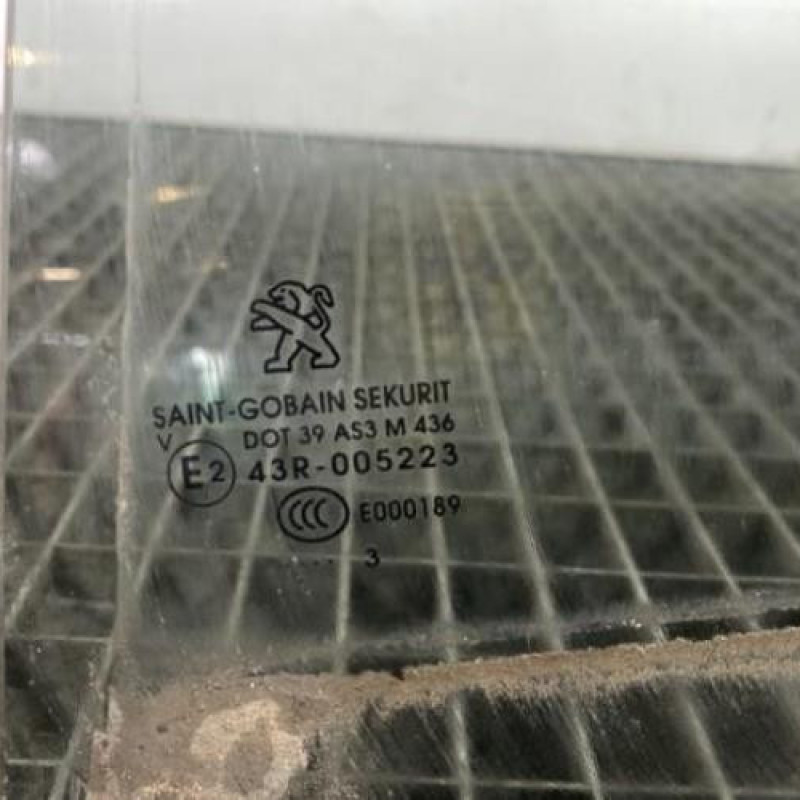 SAINT-GOBAIN SEKURIT
V DOT 39 AS3 M 436
E2 43R-005223
CCC E000189
... 3